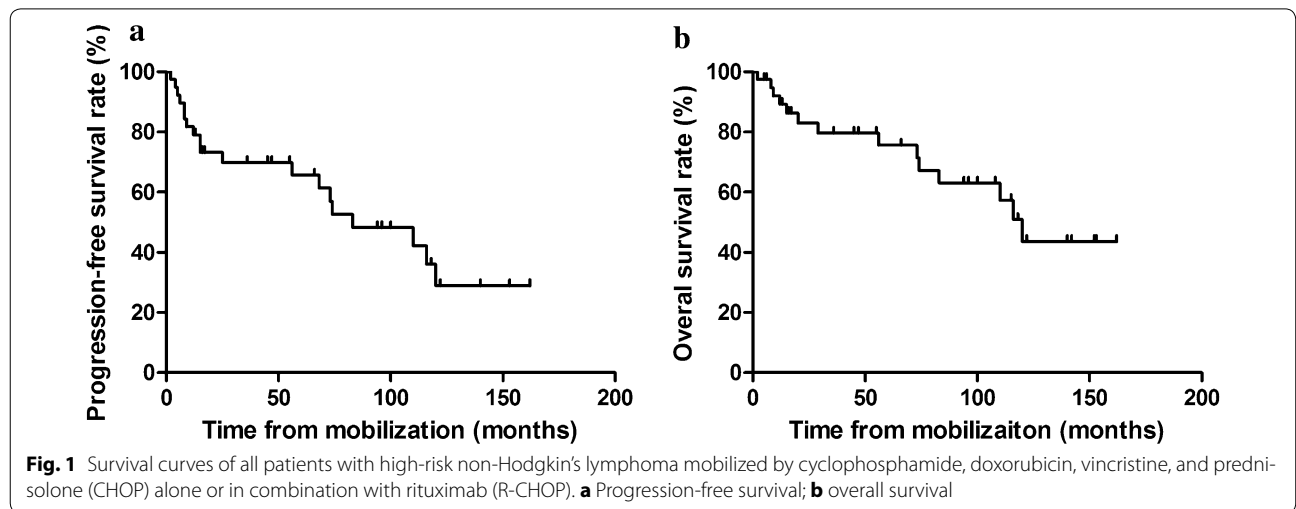 a
Progression-free survival rate (%)
100
80
60
40
20
0
0 50 100 150 200
Time from mobilization (months)
b
Overal survival rate (%)
100
80
60
40
20
0
0 50 100 150 200
Time from mobilizaiton (months)
Fig. 1 Survival curves of all patients with high-risk non-Hodgkin’s lymphoma mobilized by cyclophosphamide, doxorubicin, vincristine, and predni-
solone (CHOP) alone or in combination with rituximab (R-CHOP). a Progression-free survival; b overall survival